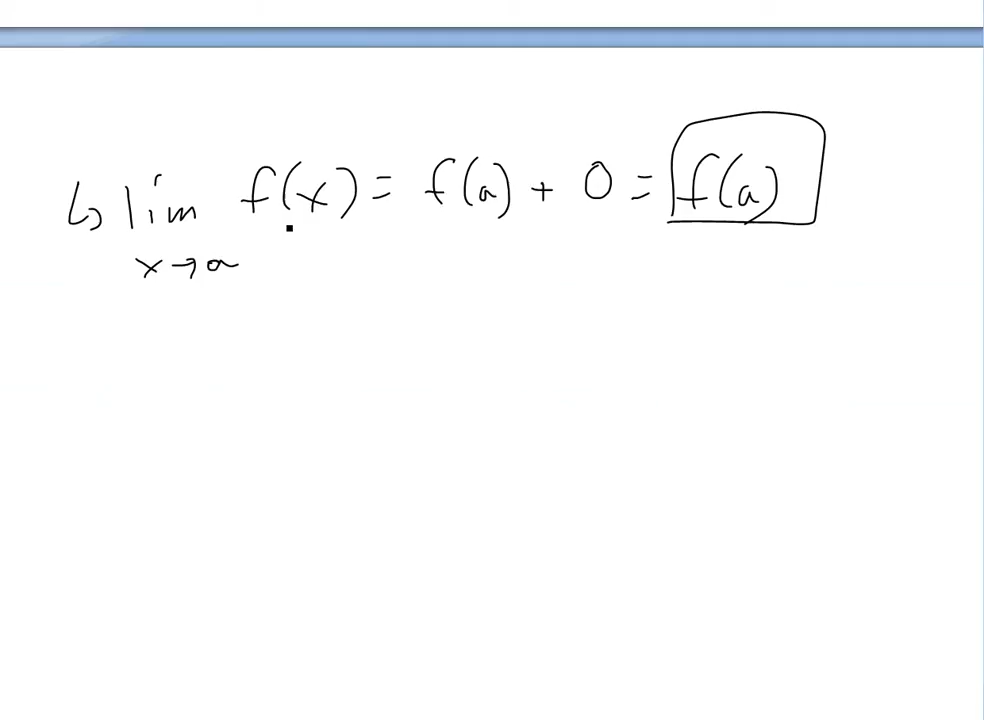 ↳ lim f(x) = f(a) + 0 = f(a)
x→a